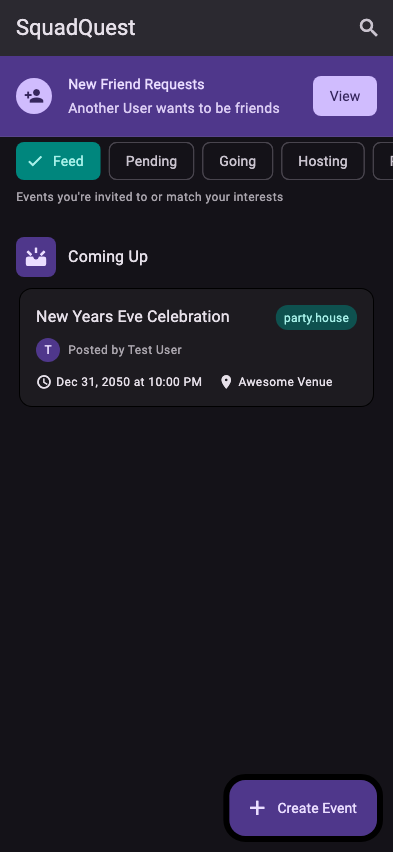 SquadQuest
New Friend Requests
Another User wants to be friends
View
Feed
Pending
Going
Hosting
Events you're invited to or match your interests
Coming Up
New Years Eve Celebration
party.house
T
Posted by Test User
Dec 31, 2050 at 10:00 PM
Awesome Venue
Create Event